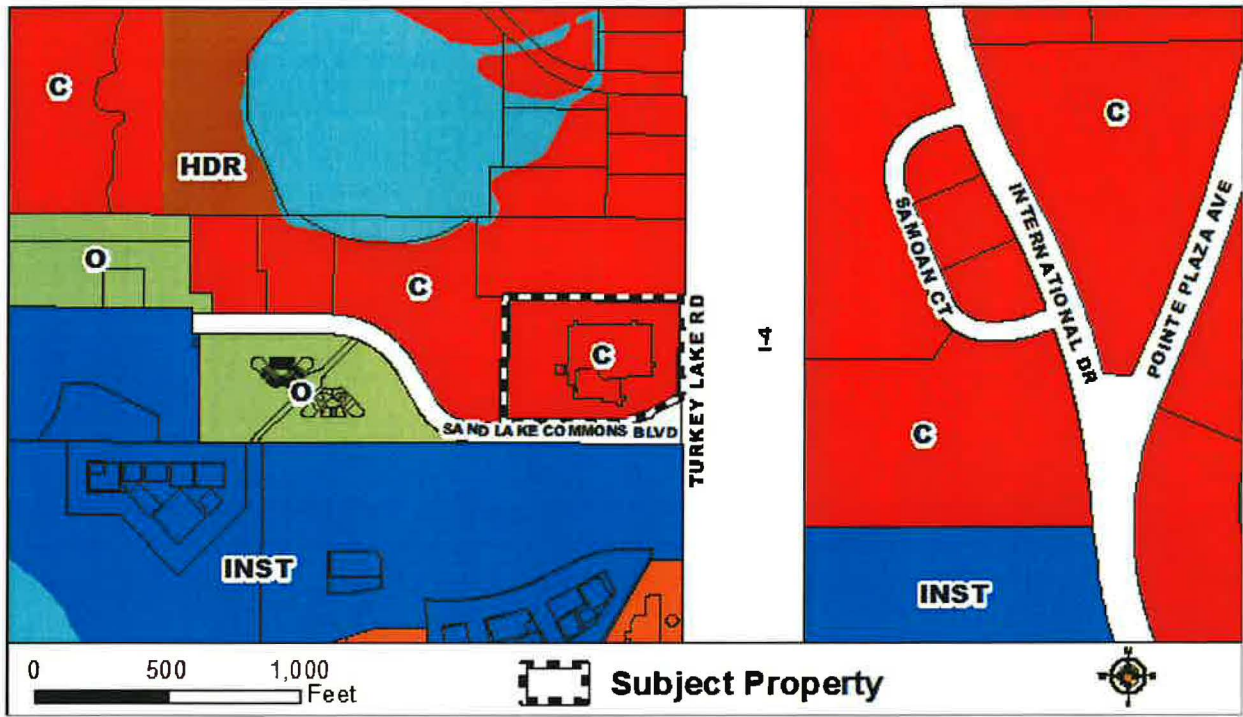 C
HDR
C
O
C
C
O
SAND LAKE COMMONS BLVD
TURKEY LAKE RD
I-4
SAMOAN CT
INTERNATIONAL DR
POINTE PLAZA AVE
C
INST
INST
0 500 1,000
Feet
Subject Property